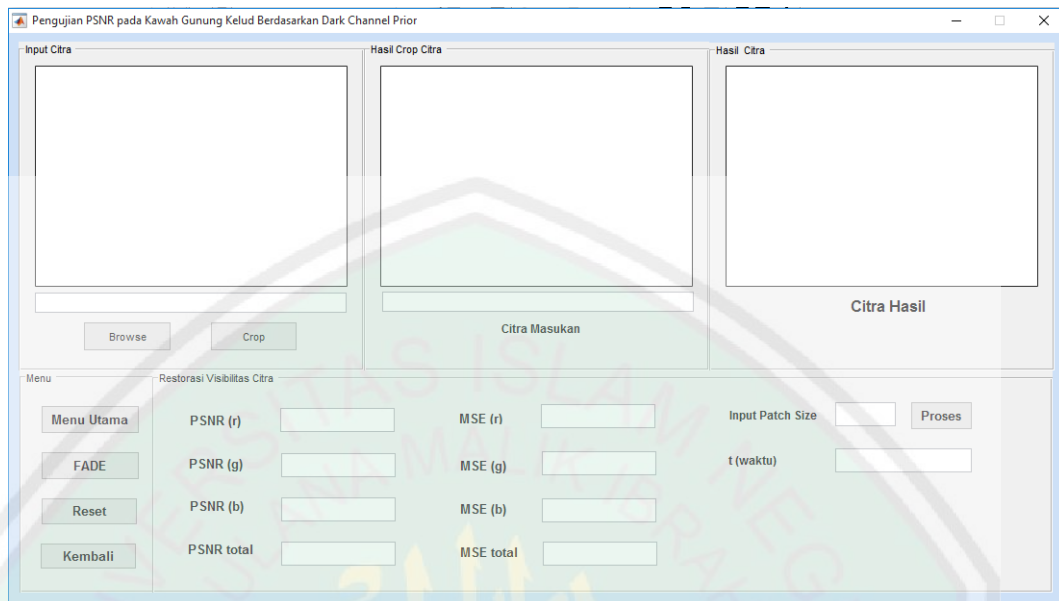 Pengujian PSNR pada Kawah Gunung Kelud Berdasarkan Dark Channel Prior
Input Citra
Hasil Crop Citra
Hasil Citra
Browse
Crop
Citra Masukan
Citra Hasil
Menu
Menu Utama
FADE
Reset
Kembali
Restorasi Visibilitas Citra
PSNR (r)
PSNR (g)
PSNR (b)
PSNR total
MSE (r)
MSE (g)
MSE (b)
MSE total
Input Patch Size
Proses
t (waktu)